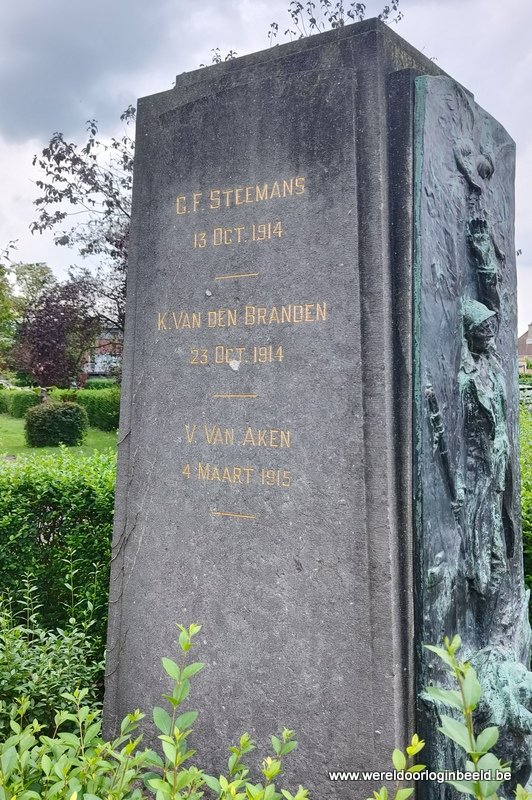 C.F. STEEMANS
13 OCT. 1914
K. VAN DEN BRANDEN
23 OCT. 1914
V. VAN AKEN
4 MAART 1915
www.wereldoorloginbeeld.be